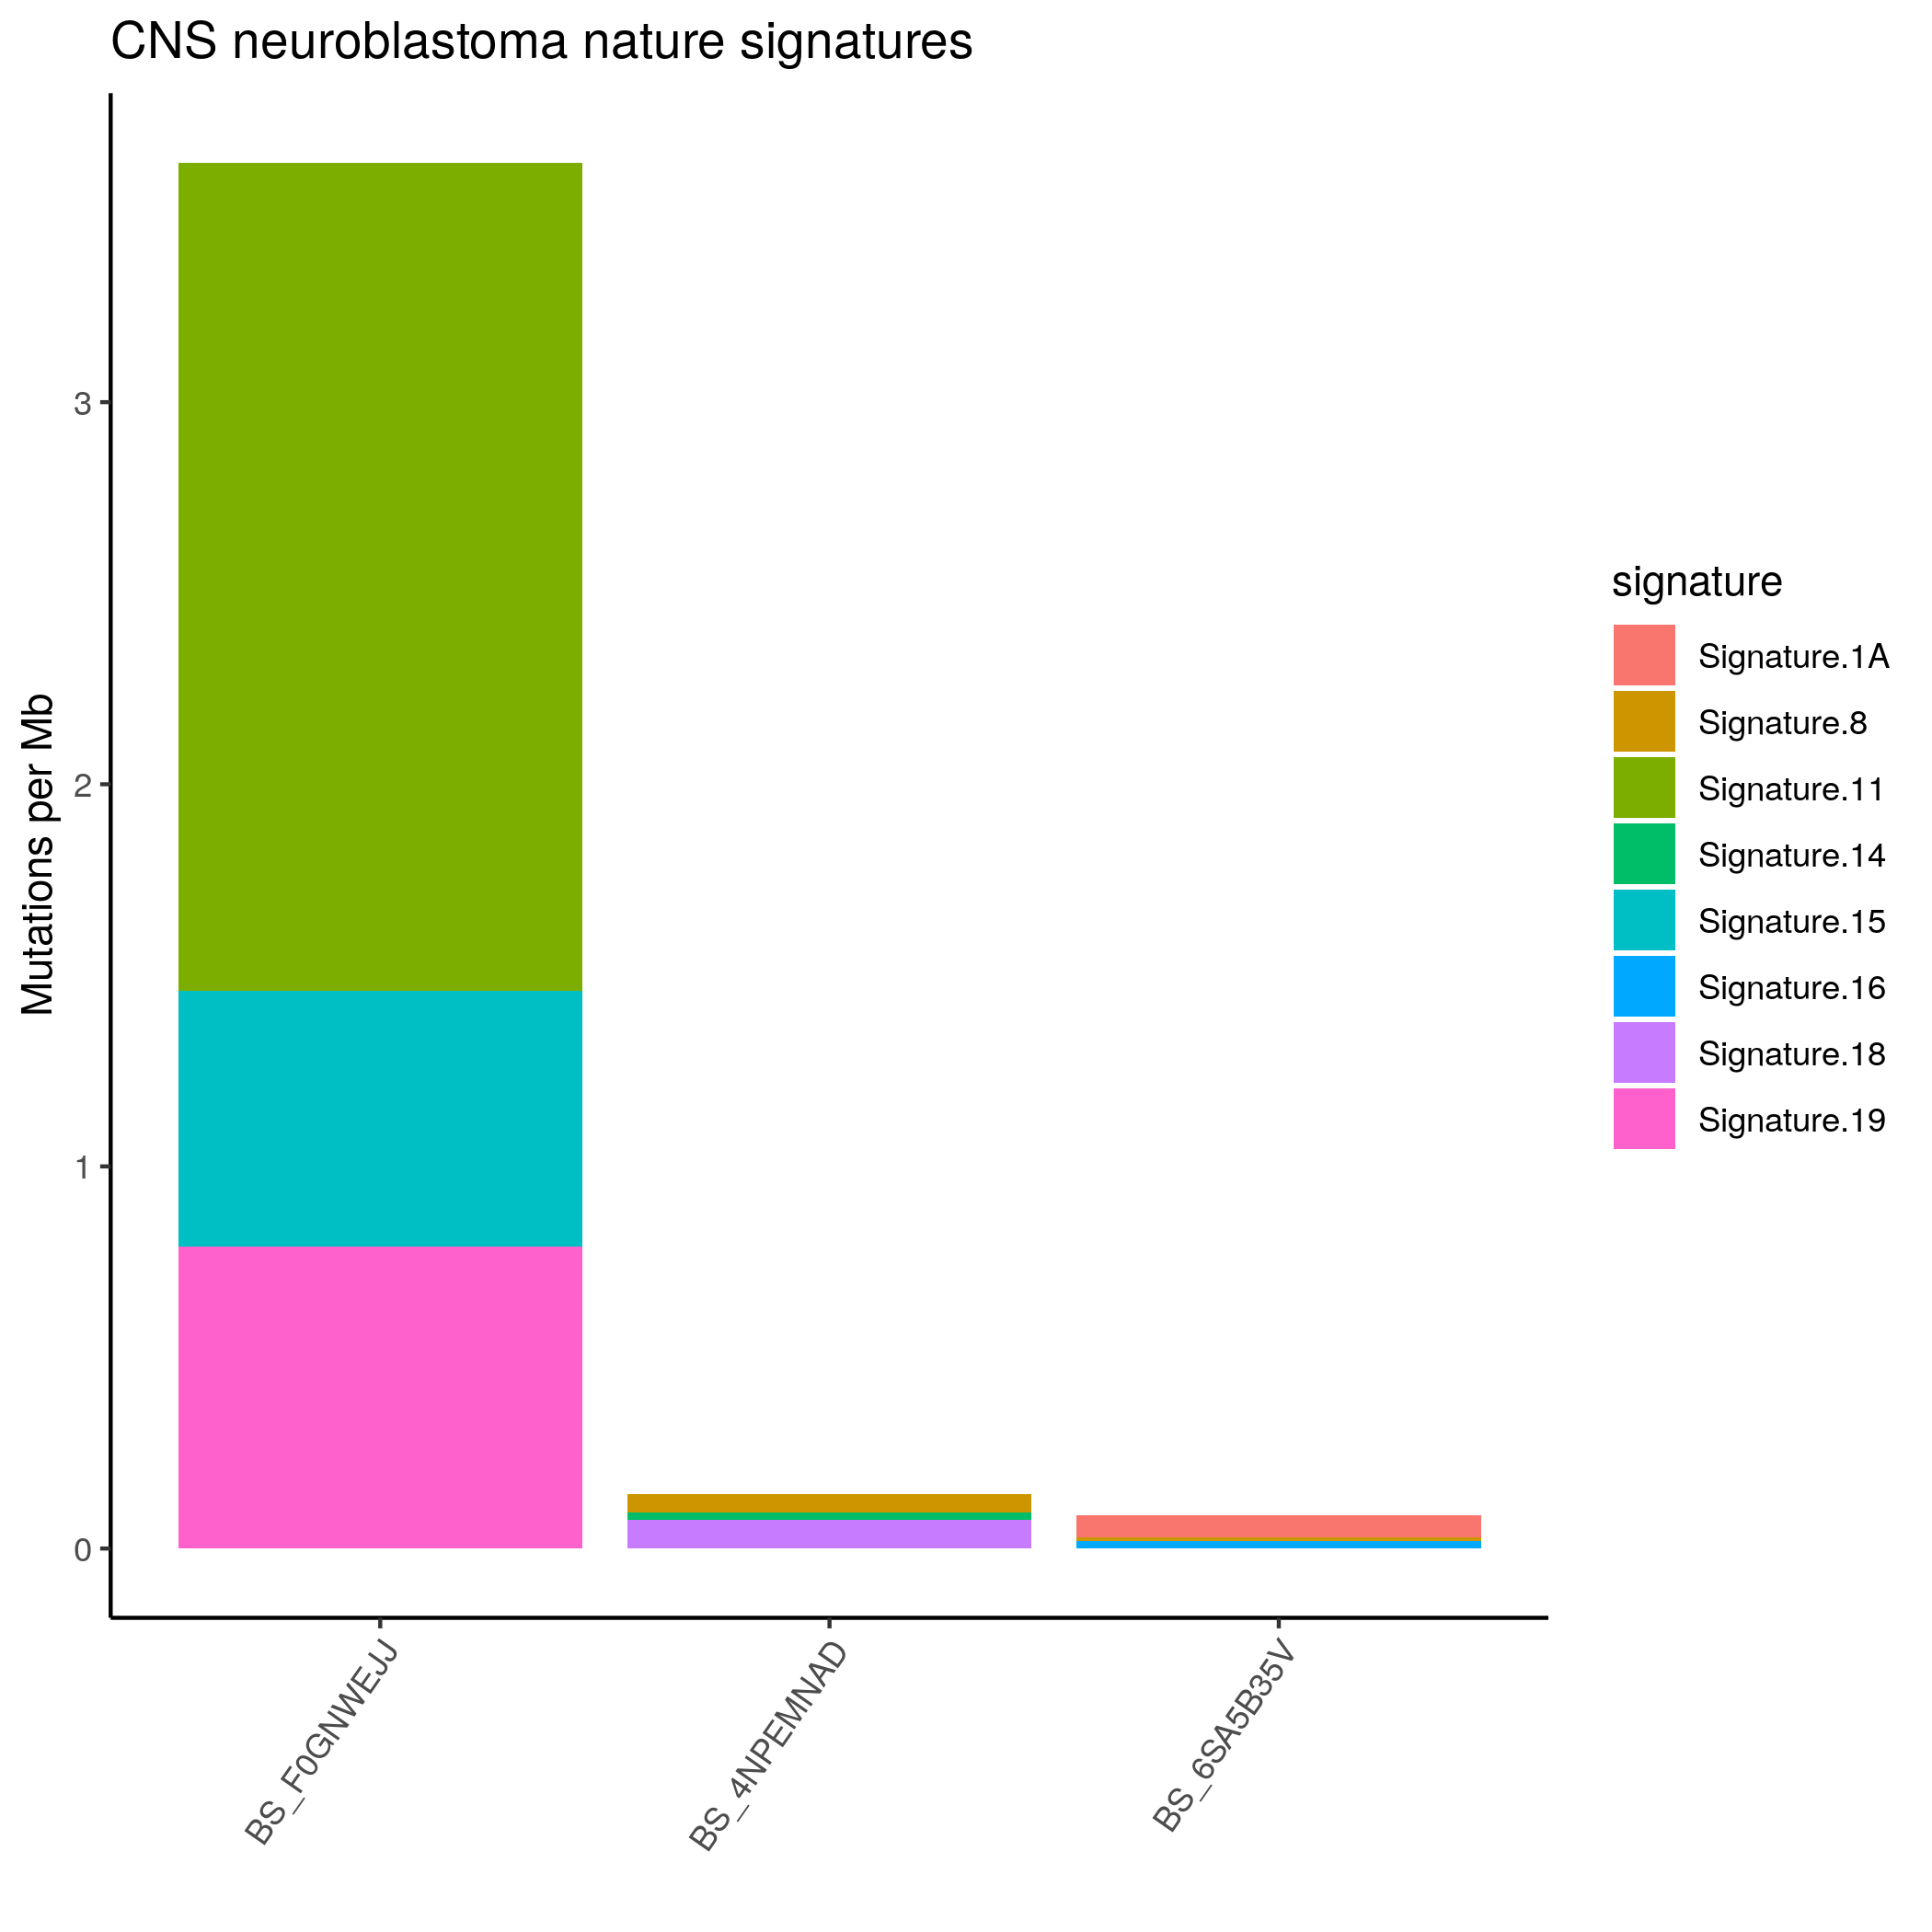 CNS neuroblastoma nature signatures
Mutations per Mb
3
2
1
0
BS_F0GNWEJJ
BS_4NPEMNAD
BS_6SA5B35V
signature
Signature.1A
Signature.8
Signature.11
Signature.14
Signature.15
Signature.16
Signature.18
Signature.19